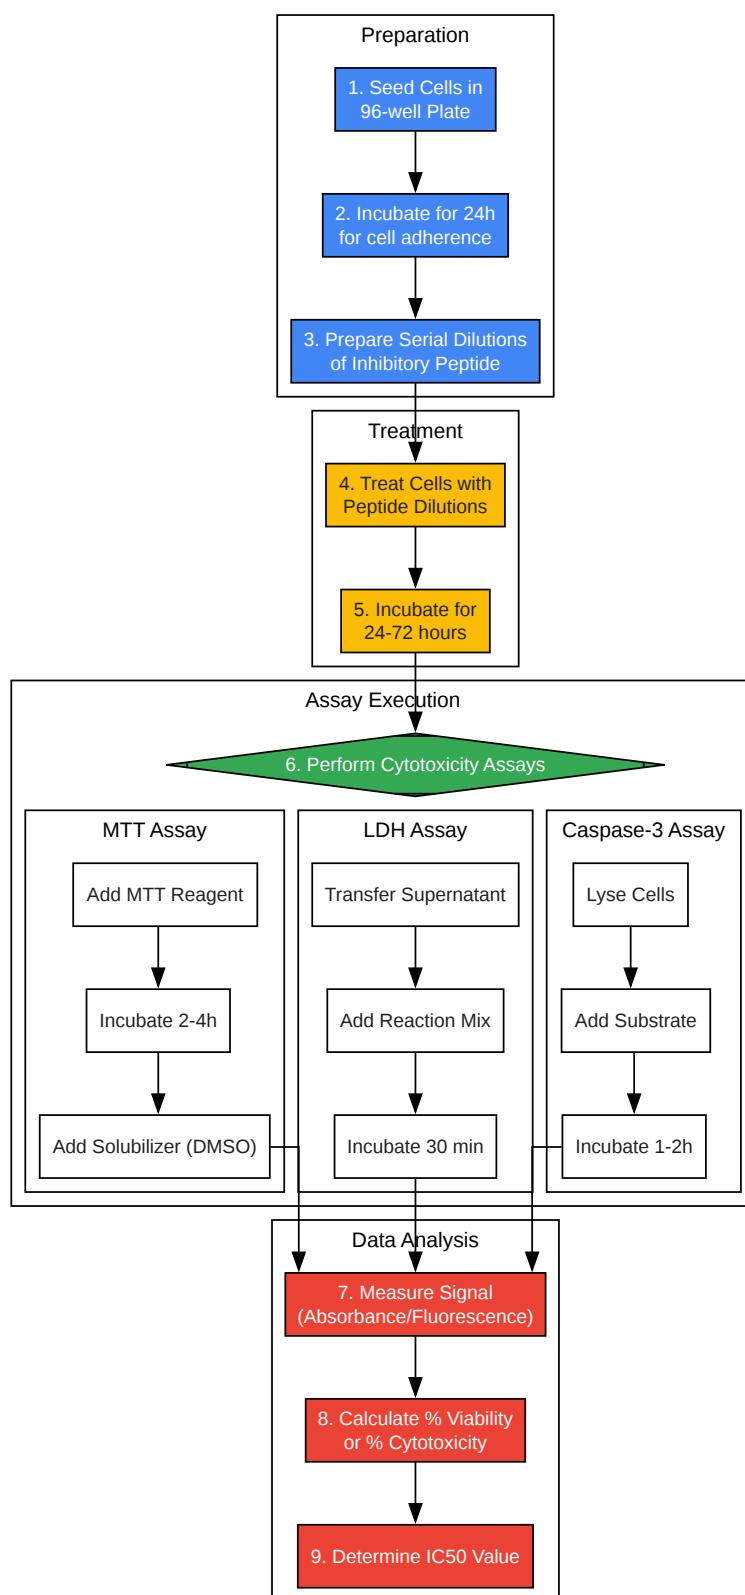 Preparation
1. Seed Cells in
96-well Plate
2. Incubate for 24h
for cell adherence
3. Prepare Serial Dilutions
of Inhibitory Peptide
Treatment
4. Treat Cells with
Peptide Dilutions
5. Incubate for
24-72 hours
Assay Execution
6. Perform Cytotoxicity Assays
MTT Assay
Add MTT Reagent
Incubate 2-4h
Add Solubilizer (DMSO)
LDH Assay
Transfer Supernatant
Add Reaction Mix
Incubate 30 min
Caspase-3 Assay
Lyse Cells
Add Substrate
Incubate 1-2h
Data Analysis
7. Measure Signal
(Absorbance/Fluorescence)
8. Calculate % Viability
or % Cytotoxicity
9. Determine IC50 Value